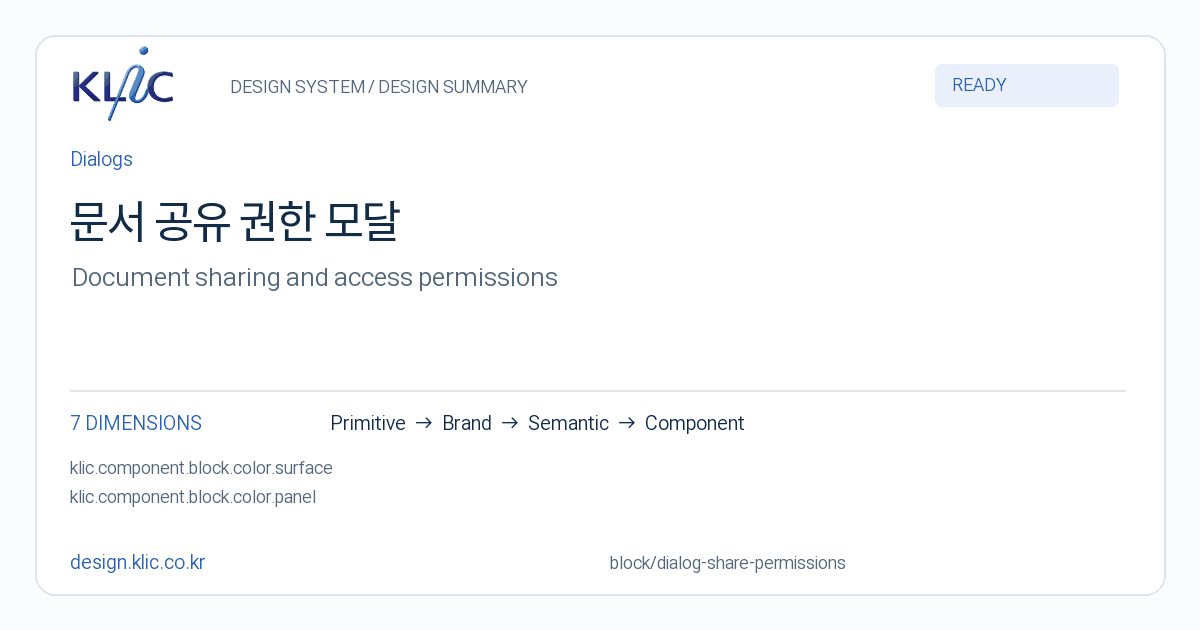 KLiC
DESIGN SYSTEM / DESIGN SUMMARY
READY
Dialogs
문서 공유 권한 모달
Document sharing and access permissions
7 DIMENSIONS
Primitive → Brand → Semantic → Component
klic.component.block.color.surface
klic.component.block.color.panel
design.klic.co.kr
block/dialog-share-permissions